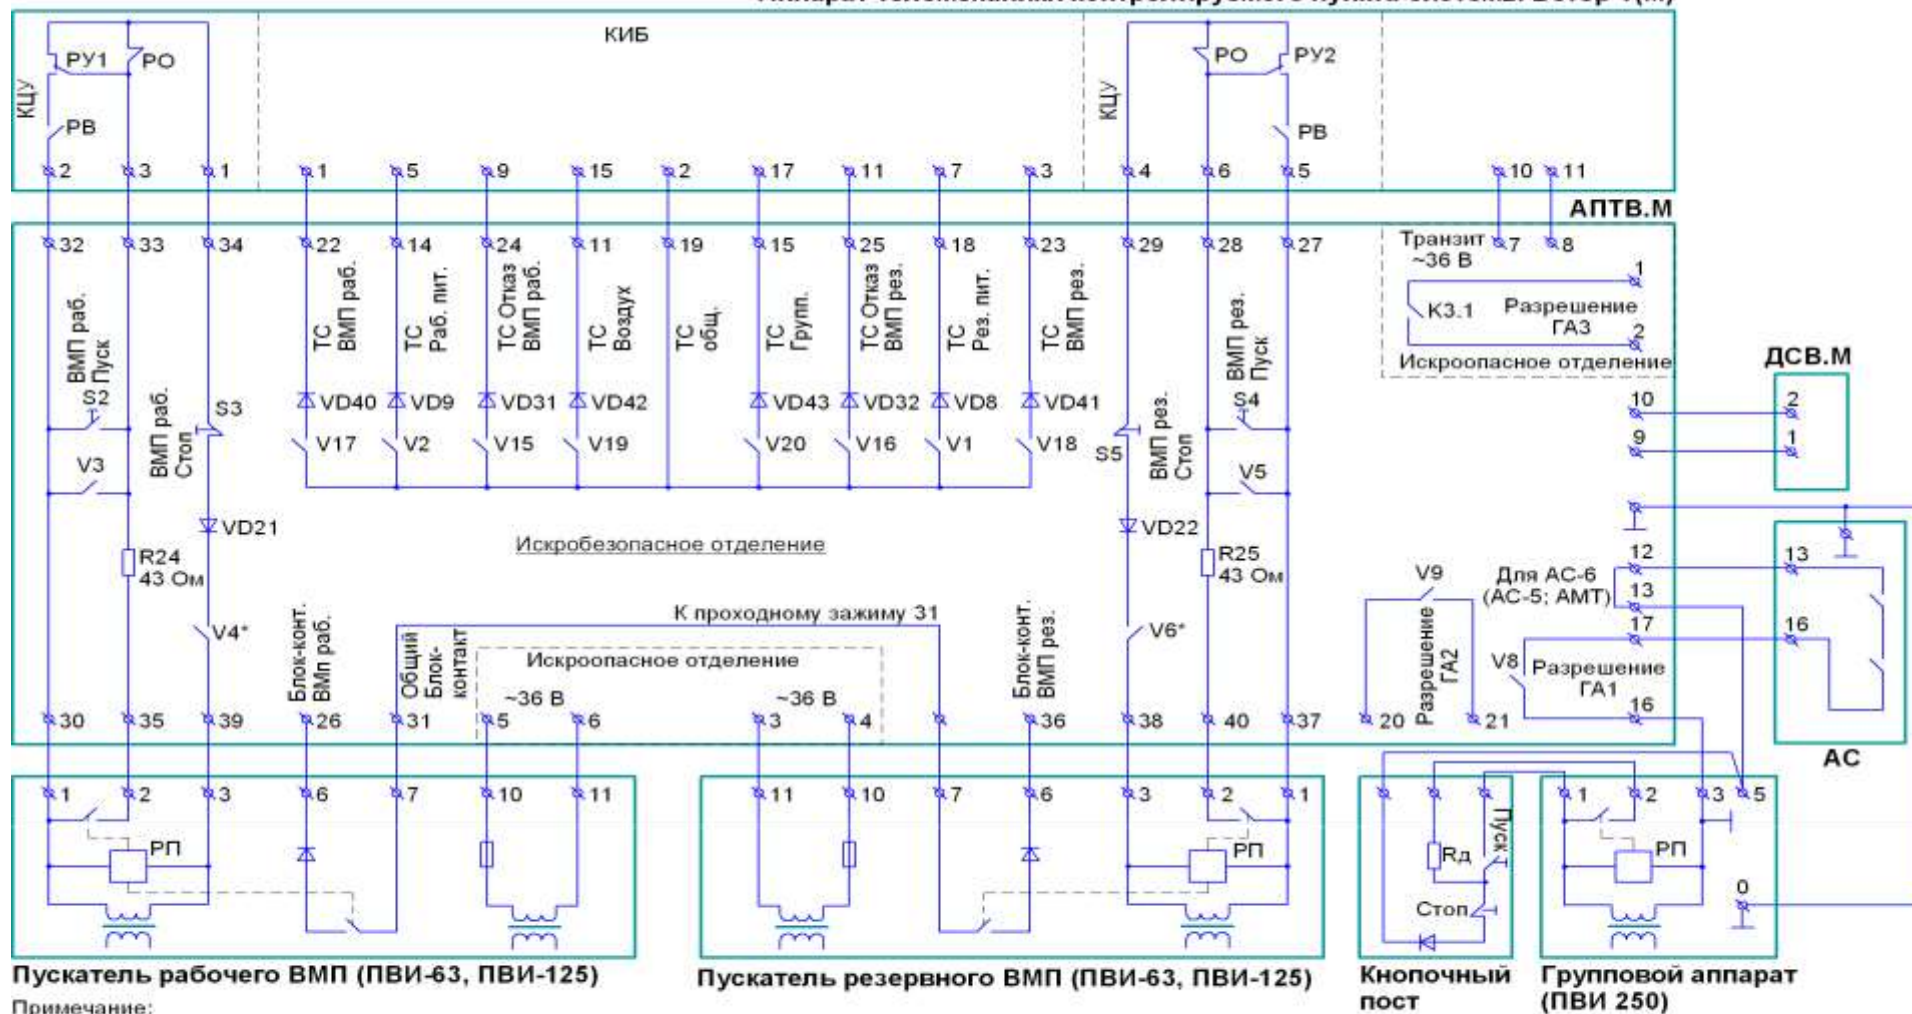 Аппарат телемеханики контролируемого пункта системы Ветер 1(м)
КЦУ
РУ1
РО
РВ
КИБ
КЦУ
РО
РУ2
РВ
2 3 1 1 5 9 15 2 17 11 7 3 4 6 5 10 11
АПТВ.М
32 33 34 22 14 24 11 19 15 25 18 23 29 28 27
Транзит
~36 В
7 8
1
К3.1
Разрешение
ГА3
2
Искроопасное отделение
ВМП раб.
Пуск
S2
V3
ВМП раб.
Стоп
S3
ТС
ВМП раб.
ТС
Раб. пит.
ТС Отказ
ВМП раб.
ТС
Воздух
ТС
общ.
ТС
Групп.
ТС Отказ
ВМП рез.
ТС
Рез. пит.
ТС
ВМП рез.
VD40 VD9 VD31 VD42 VD43 VD32 VD8 VD41
V17 V2 V15 V19 V20 V16 V1 V18
S5
ВМП рез.
Стоп
ВМП рез.
Пуск
S4
V5
ДСВ.М
10 2
9 1
VD21
R24
43 Ом
V4*
Искробезопасное отделение
VD22
R25
43 Ом
V6*
V9
Разрешение
ГА2
Для АС-6
(АС-5; АМТ)
12
13
17
V8
Разрешение
ГА1
16
13
16
АС
К проходному зажиму 31
Блок-конт.
ВМп раб.
Общий
Блок-
контакт
Искроопасное отделение
~36 В
~36 В
Блок-конт.
ВМП рез.
30 35 39 26 31 5 6 3 4 36 38 40 37 20 21
1 2 3 6 7 10 11
РП
11 10 7 6 3 2 1
РП
Rд
Пуск
Стоп
1 2 3 5
РП
0
Пускатель рабочего ВМП (ПВИ-63, ПВИ-125)
Пускатель резервного ВМП (ПВИ-63, ПВИ-125)
Кнопочный
пост
Групповой аппарат
(ПВИ 250)
Примечание: